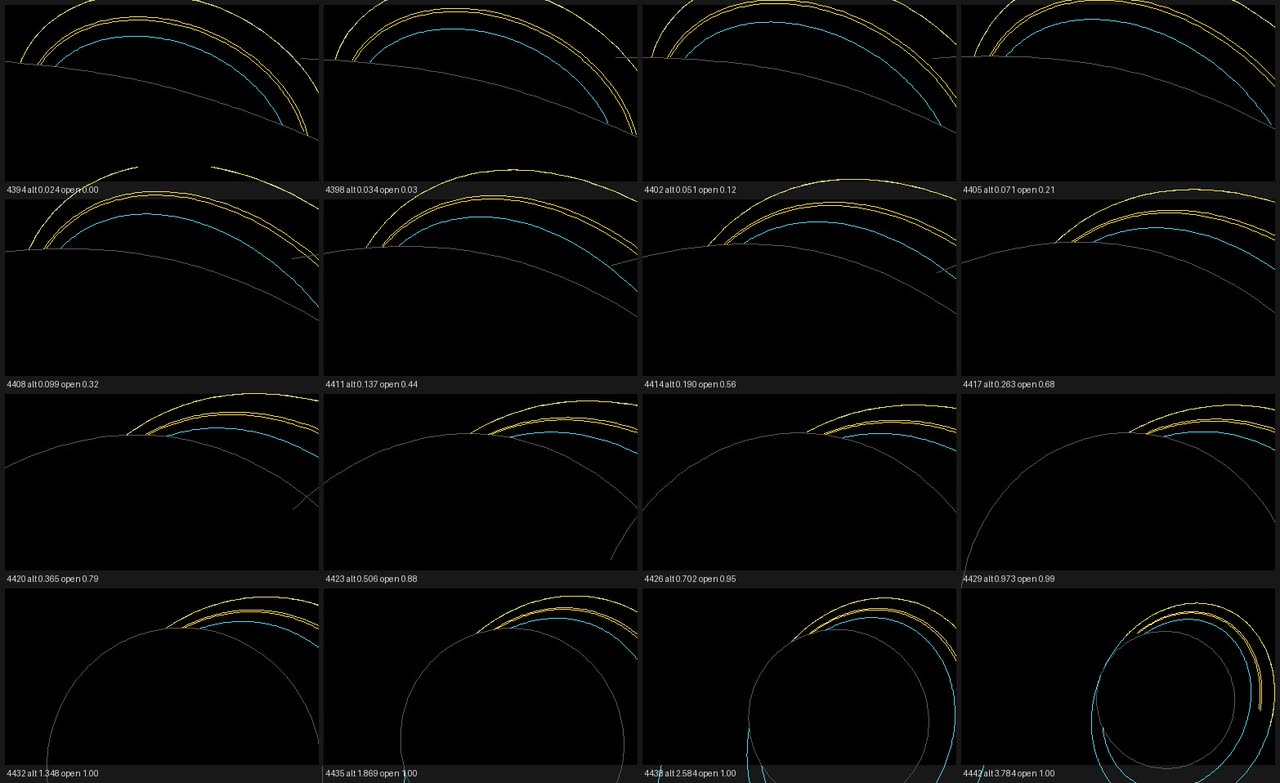 4394 alt 0.024 open 0.00
4398 alt 0.034 open 0.03
4402 alt 0.051 open 0.12
4405 alt 0.071 open 0.21
4408 alt 0.099 open 0.32
4411 alt 0.137 open 0.44
4414 alt 0.190 open 0.56
4417 alt 0.263 open 0.68
4420 alt 0.365 open 0.79
4423 alt 0.506 open 0.88
4426 alt 0.702 open 0.95
4429 alt 0.973 open 0.99
4432 alt 1.348 open 1.00
4435 alt 1.869 open 1.00
alt 2.584 open 1.00
alt 3.784 open 1.00